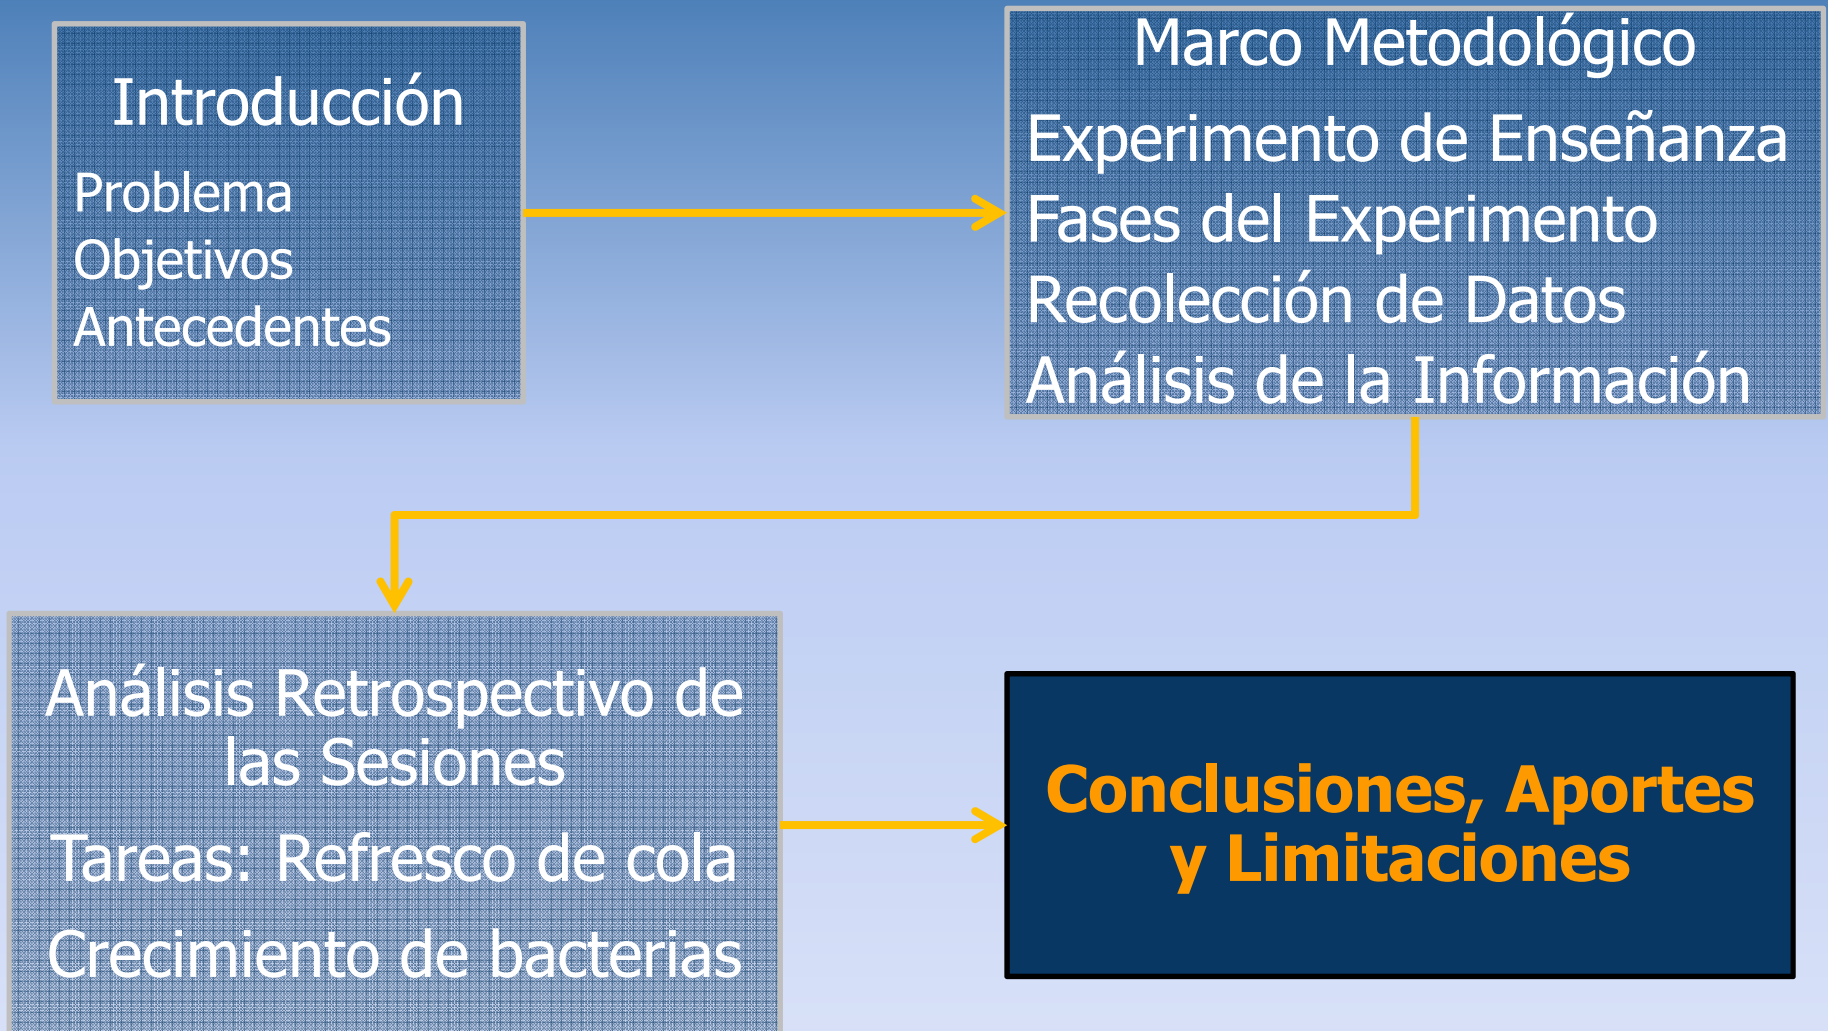 Introducción
Problema
Objetivos
Antecedentes
Marco Metodológico
Experimento de Enseñanza
Fases del Experimento
Recolección de Datos
Análisis de la Información
Análisis Retrospectivo de
las Sesiones
Tareas: Refresco de cola
Crecimiento de bacterias
Conclusiones, Aportes
y Limitaciones